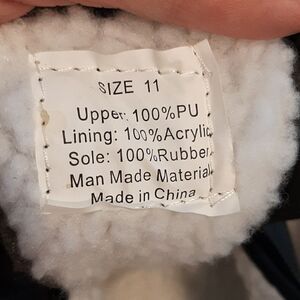 SIZE 11
Upper: 100%PU
Lining: 100%Acrylic
Sole: 100%Rubber
Man Made Material
Made in China